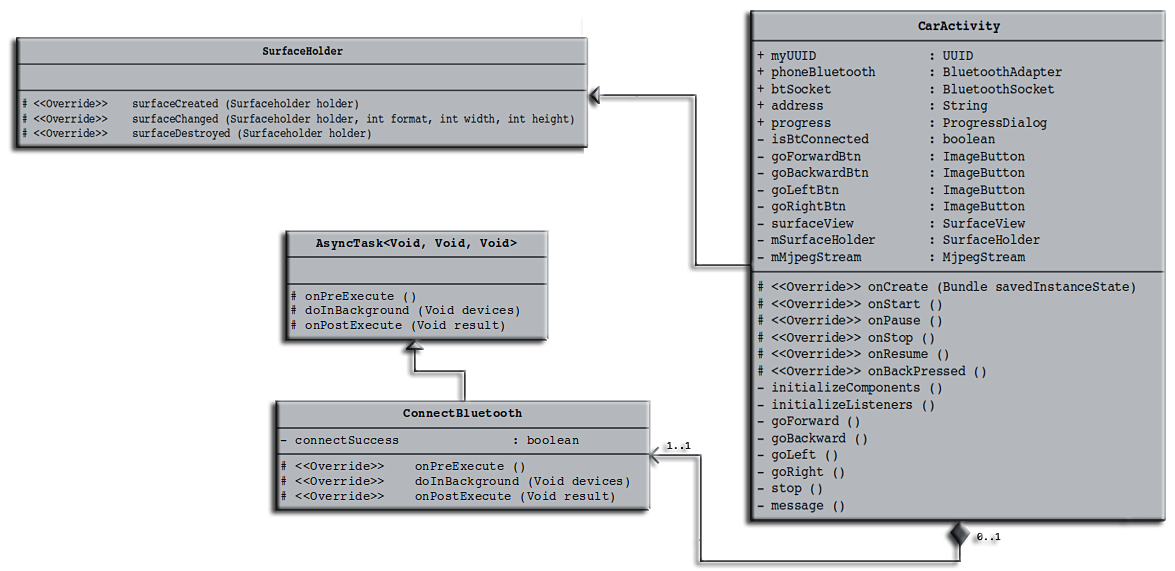 SurfaceHolder
# <<Override>> surfaceCreated (Surfaceholder holder)
# <<Override>> surfaceChanged (Surfaceholder holder, int format, int width, int height)
# <<Override>> surfaceDestroyed (Surfaceholder holder)
AsyncTask<Void, Void, Void>
# onPreExecute ()
# doInBackground (Void devices)
# onPostExecute (Void result)
ConnectBluetooth
- connectSuccess : boolean
# <<Override>> onPreExecute ()
# <<Override>> doInBackground (Void devices)
# <<Override>> onPostExecute (Void result)
1..1
CarActivity
+ myUUID : UUID
+ phoneBluetooth : BluetoothAdapter
+ btSocket : BluetoothSocket
+ address : String
+ progress : ProgressDialog
- isBtConnected : boolean
- goForwardBtn : ImageButton
- goBackwardBtn : ImageButton
- goLeftBtn : ImageButton
- goRightBtn : ImageButton
- surfaceView : SurfaceView
- mSurfaceHolder : SurfaceHolder
- mMjpegStream : MjpegStream
# <<Override>> onCreate (Bundle savedInstanceState)
# <<Override>> onStart ()
# <<Override>> onPause ()
# <<Override>> onStop ()
# <<Override>> onResume ()
# <<Override>> onBackPressed ()
- initializeComponents ()
- initializeListeners ()
- goForward ()
- goBackward ()
- goLeft ()
- goRight ()
- stop ()
- message ()
0..1